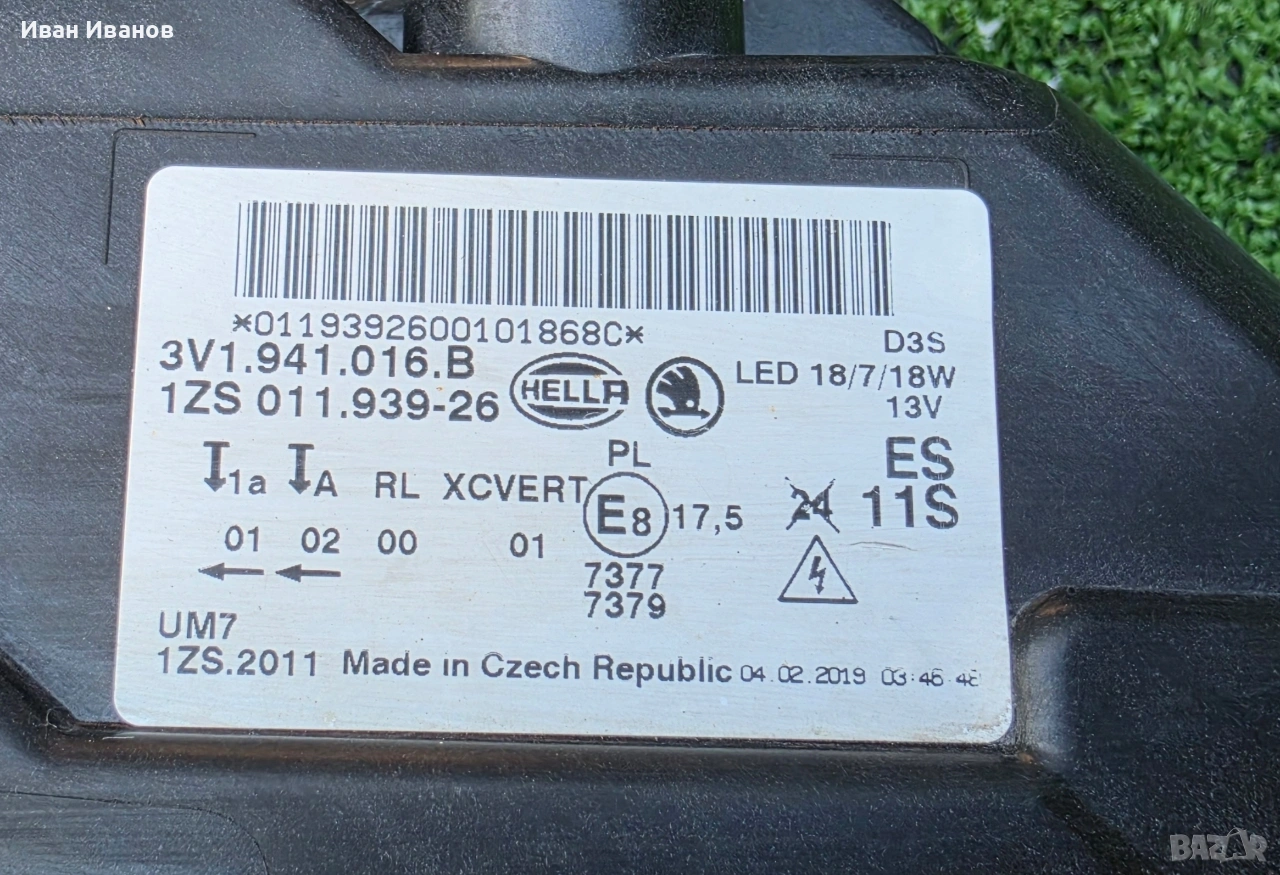 Иван Иванов
*0119392600101868C*
3V1.941.016.B
1ZS 011.939-26
HELLA
D3S
LED 18/7/18W
13V
1a A RL XCVERT
01 02 00 01
PL
E8 17,5
7377
7379
24
ES
11S
UM7
1ZS.2011 Made in Czech Republic 04.02.2019 03:46
BAZAR